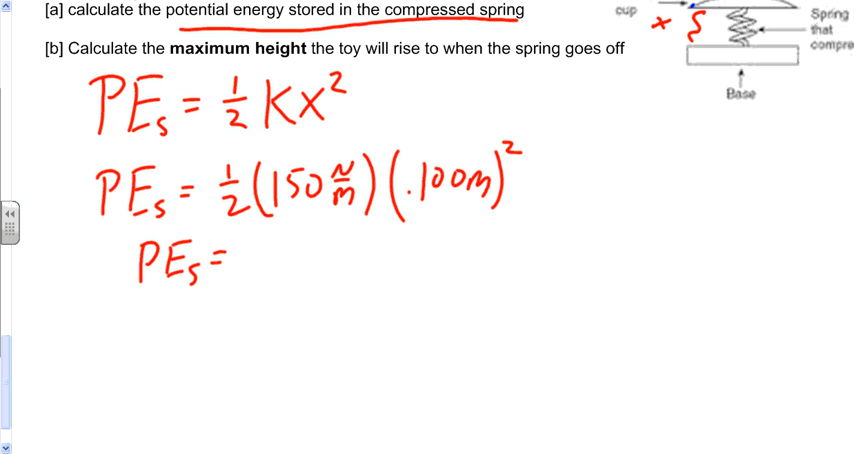 [a] calculate the potential energy stored in the compressed spring
[b] Calculate the maximum height the toy will rise to when the spring goes off
cup
x
Spring
that
compre
Base
PEs = 1/2 Kx²
PEs = 1/2 (150 N/m) (.100m)²
PEs =